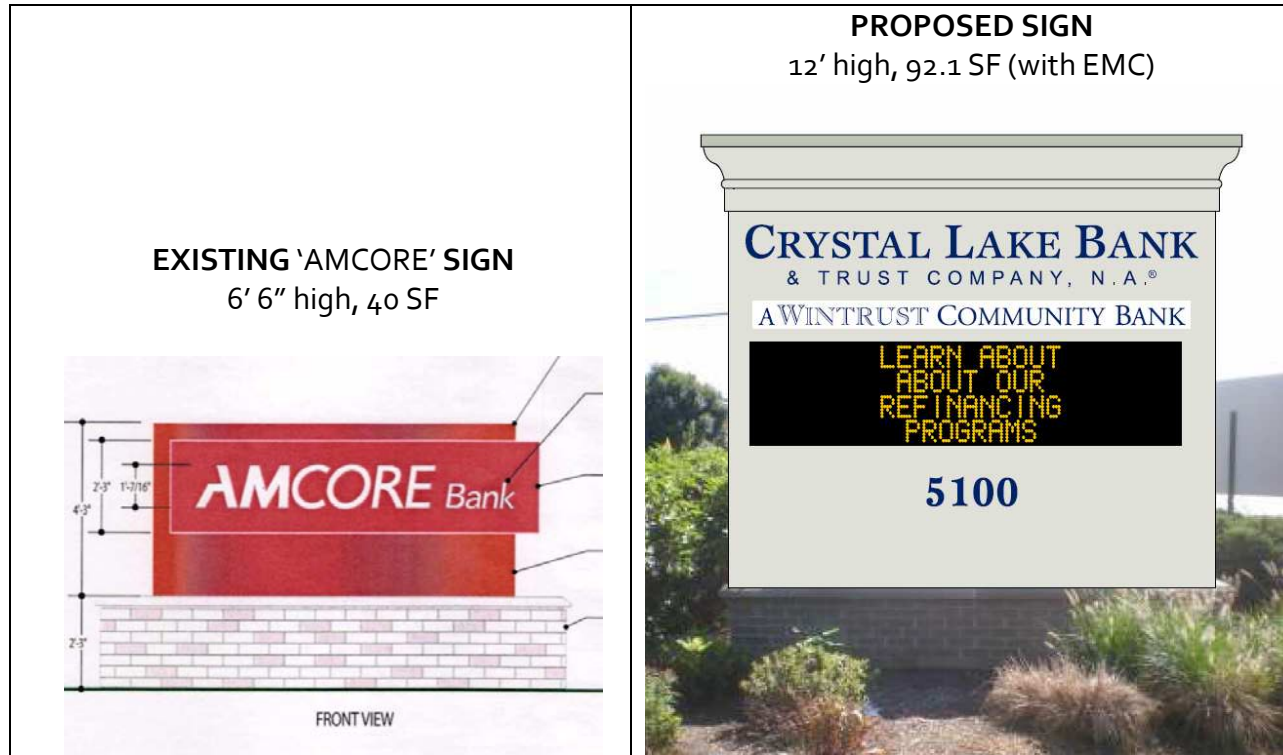 EXISTING ‘AMCORE’ SIGN
6’ 6” high, 40 SF
4'-3"
2'-3"
1'-7/16"
AMCORE Bank
2'-3"
FRONT VIEW
PROPOSED SIGN
12’ high, 92.1 SF (with EMC)
CRYSTAL LAKE BANK
& TRUST COMPANY, N.A.®
A WINTRUST COMMUNITY BANK
LEARN ABOUT
ABOUT OUR
REFINANCING
PROGRAMS
5100